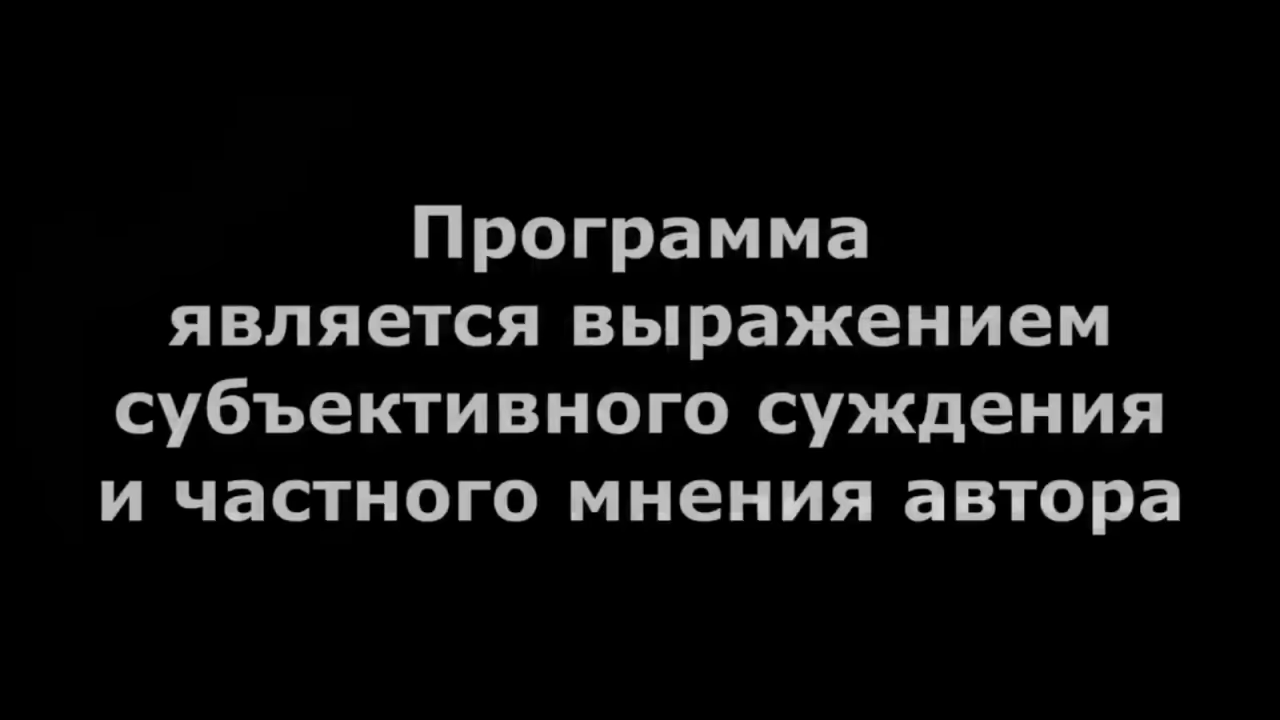 Программа
является выражением
субъективного суждения
и частного мнения автора